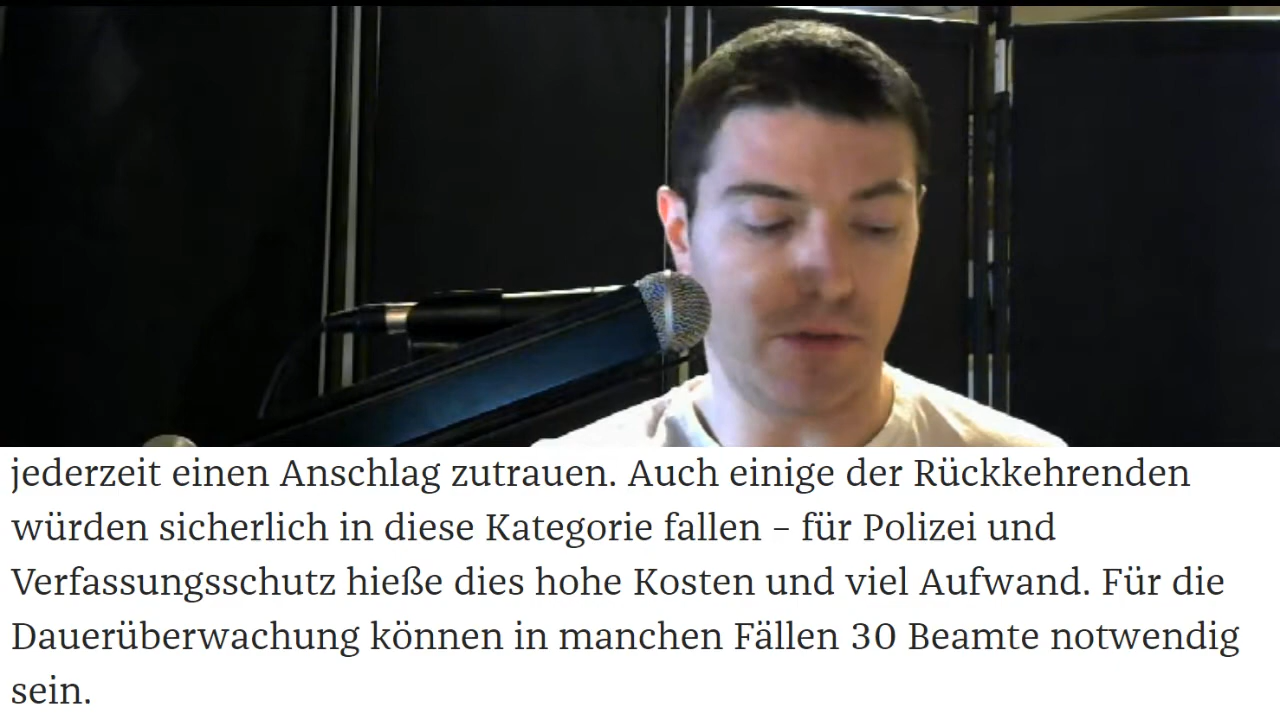 jederzeit einen Anschlag zutrauen. Auch einige der Rückkehrenden
würden sicherlich in diese Kategorie fallen – für Polizei und
Verfassungsschutz hieße dies hohe Kosten und viel Aufwand. Für die
Dauerüberwachung können in manchen Fällen 30 Beamte notwendig
sein.